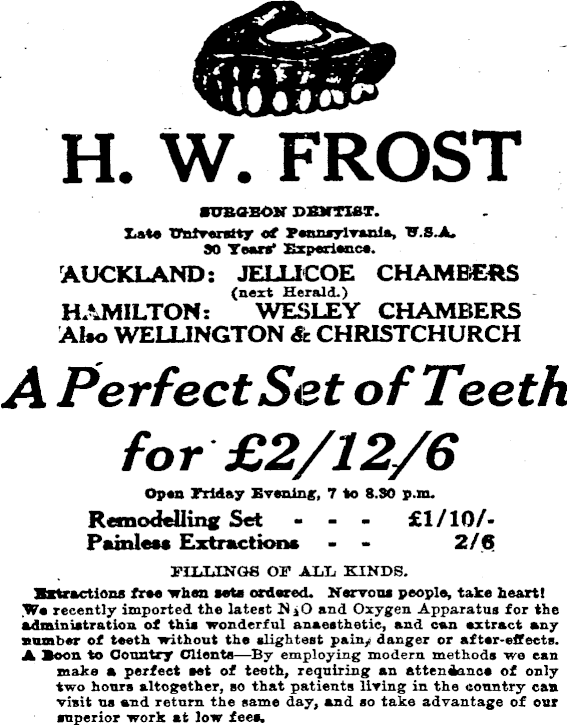 H. W. FROST
SURGEON DENTIST.
Late University of Pennsylvania, U.S.A.
30 Years' Experience.
AUCKLAND: JELLICOE CHAMBERS
(next Herald.)
HAMILTON: WESLEY CHAMBERS
Also WELLINGTON & CHRISTCHURCH
A Perfect Set of Teeth
for £2/12/6
Open Friday Evening, 7 to 8.30 p.m.
Remodelling Set - - - £1/10/-
Painless Extractions - - 2/6
FILLINGS OF ALL KINDS.
Extractions free when sets ordered. Nervous people, take heart!
We recently imported the latest N2O and Oxygen Apparatus for the
administration of this wonderful anaesthetic, and can extract any
number of teeth without the slightest pain, danger or after-effects.
A Boon to Country Clients—By employing modern methods we can
make a perfect set of teeth, requiring an attendance of only
two hours altogether, so that patients living in the country can
visit us and return the same day, and so take advantage of our
superior work at low fees.